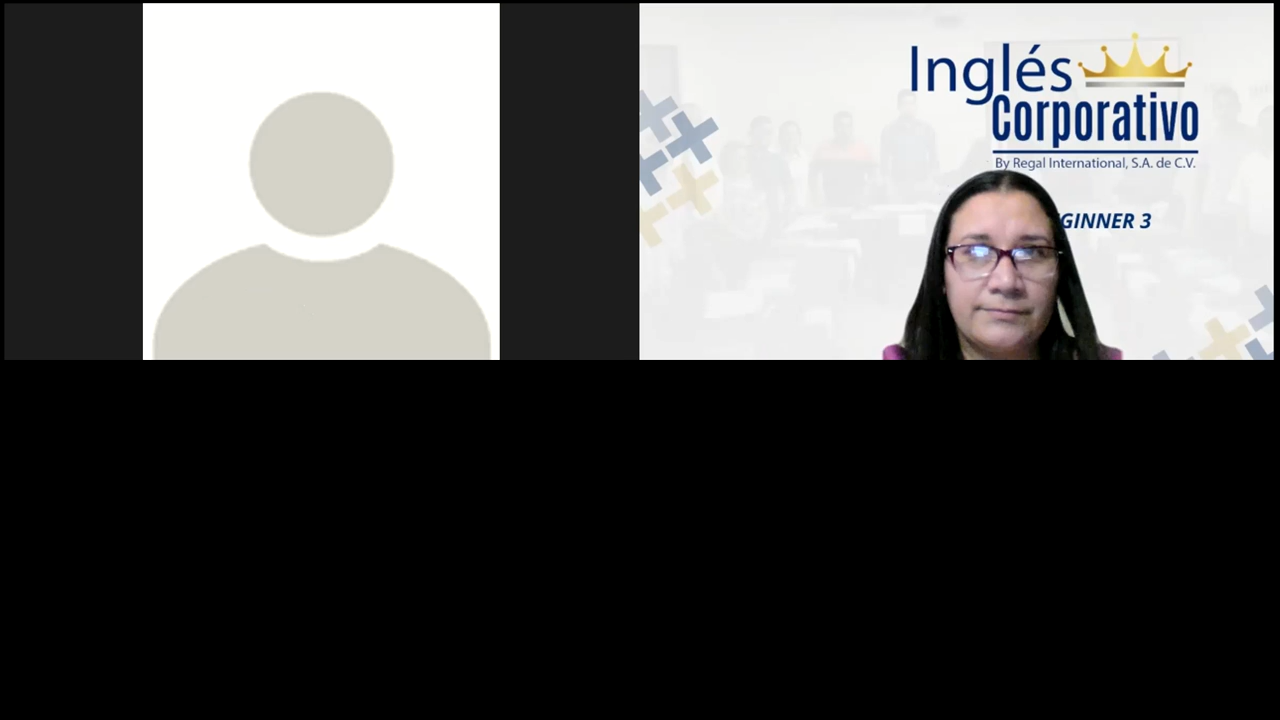 Inglés
Corporativo
By Regal International, S.A. de C.V.
GINNER 3